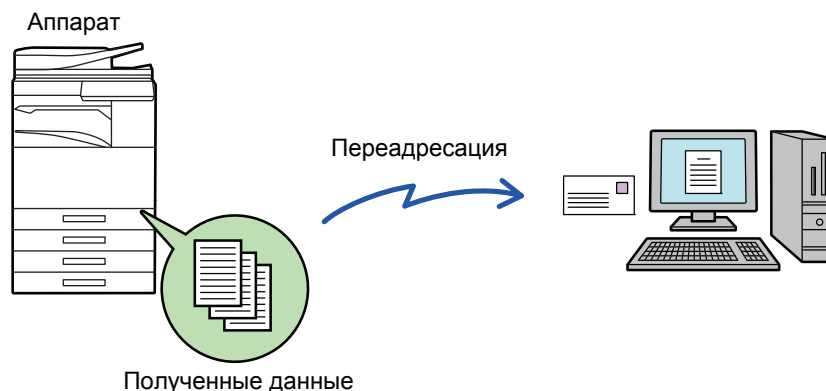 Аппарат
Переадресация
Полученные данные